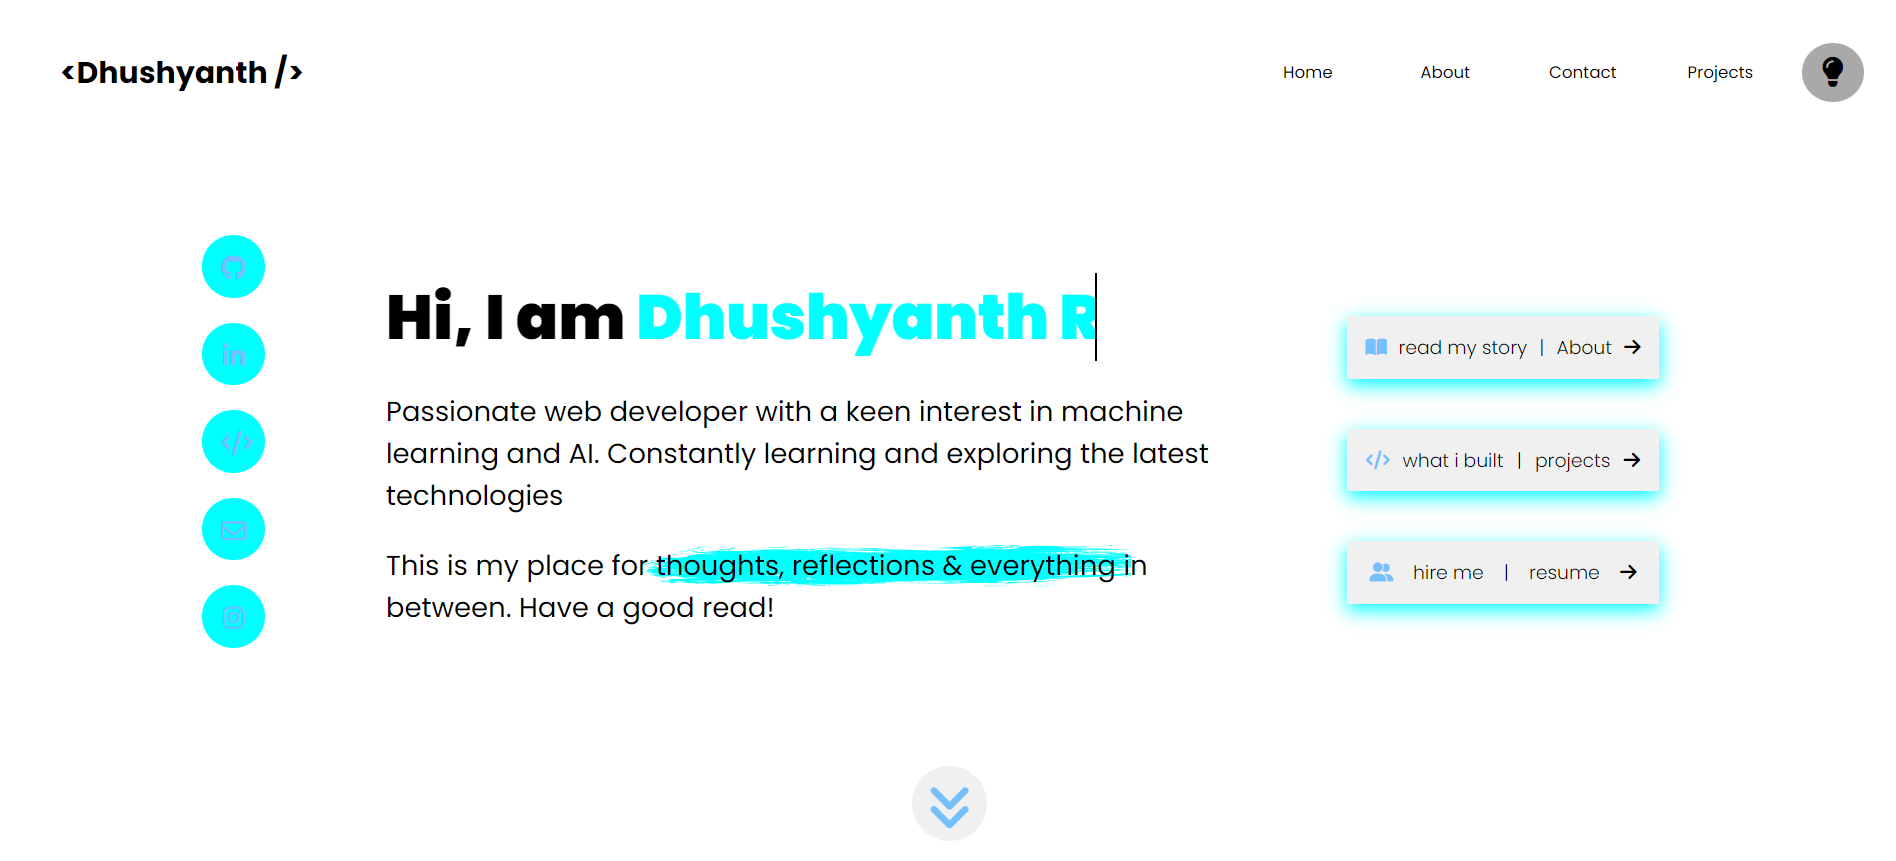 <Dhushyanth />
Home About Contact Projects
Hi, I am Dhushyanth R
Passionate web developer with a keen interest in machine
learning and AI. Constantly learning and exploring the latest
technologies
This is my place for thoughts, reflections & everything in
between. Have a good read!
read my story | About
what i built | projects
hire me | resume